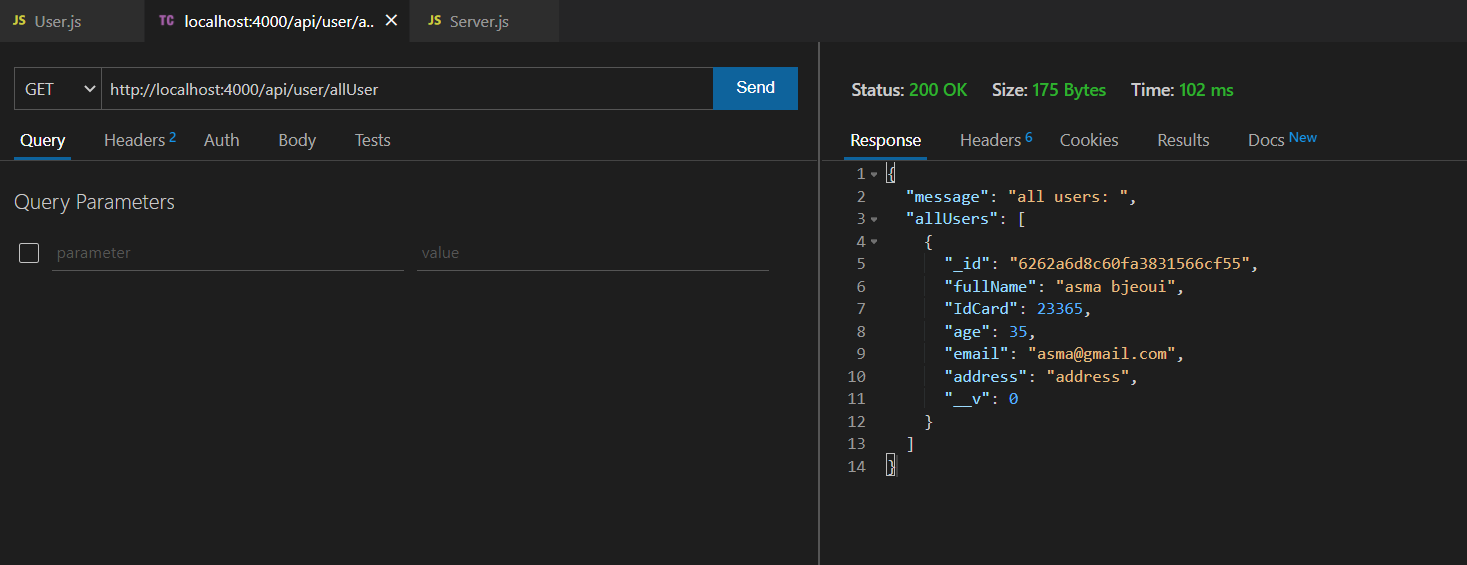 JS User.js TC localhost:4000/api/user/a.. JS Server.js
GET http://localhost:4000/api/user/allUser Send
Query Headers 2 Auth Body Tests
Query Parameters
parameter value
Status: 200 OK Size: 175 Bytes Time: 102 ms
Response Headers 6 Cookies Results Docs New
1 {
2 "message": "all users: ",
3 "allUsers": [
4 {
5 "_id": "6262a6d8c60fa3831566cf55",
6 "fullName": "asma bjeoui",
7 "IdCard": 23365,
8 "age": 35,
9 "email": "asma@gmail.com",
10 "address": "address",
11 "__v": 0
12 }
13 ]
14 }